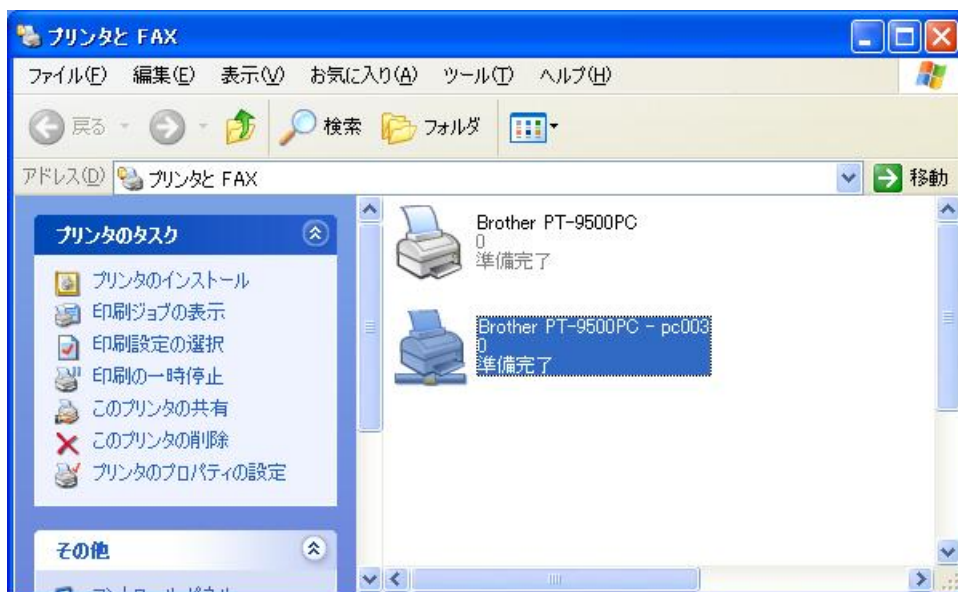 プリンタと FAX
ファイル(F) 編集(E) 表示(V) お気に入り(A) ツール(T) ヘルプ(H)
戻る 検索 フォルダ
アドレス(D) プリンタと FAX 移動
プリンタのタスク
プリンタのインストール
印刷ジョブの表示
印刷設定の選択
印刷の一時停止
このプリンタの共有
このプリンタの削除
プリンタのプロパティの設定
その他
Brother PT-9500PC
0
準備完了
Brother PT-9500PC - pc003
0
準備完了